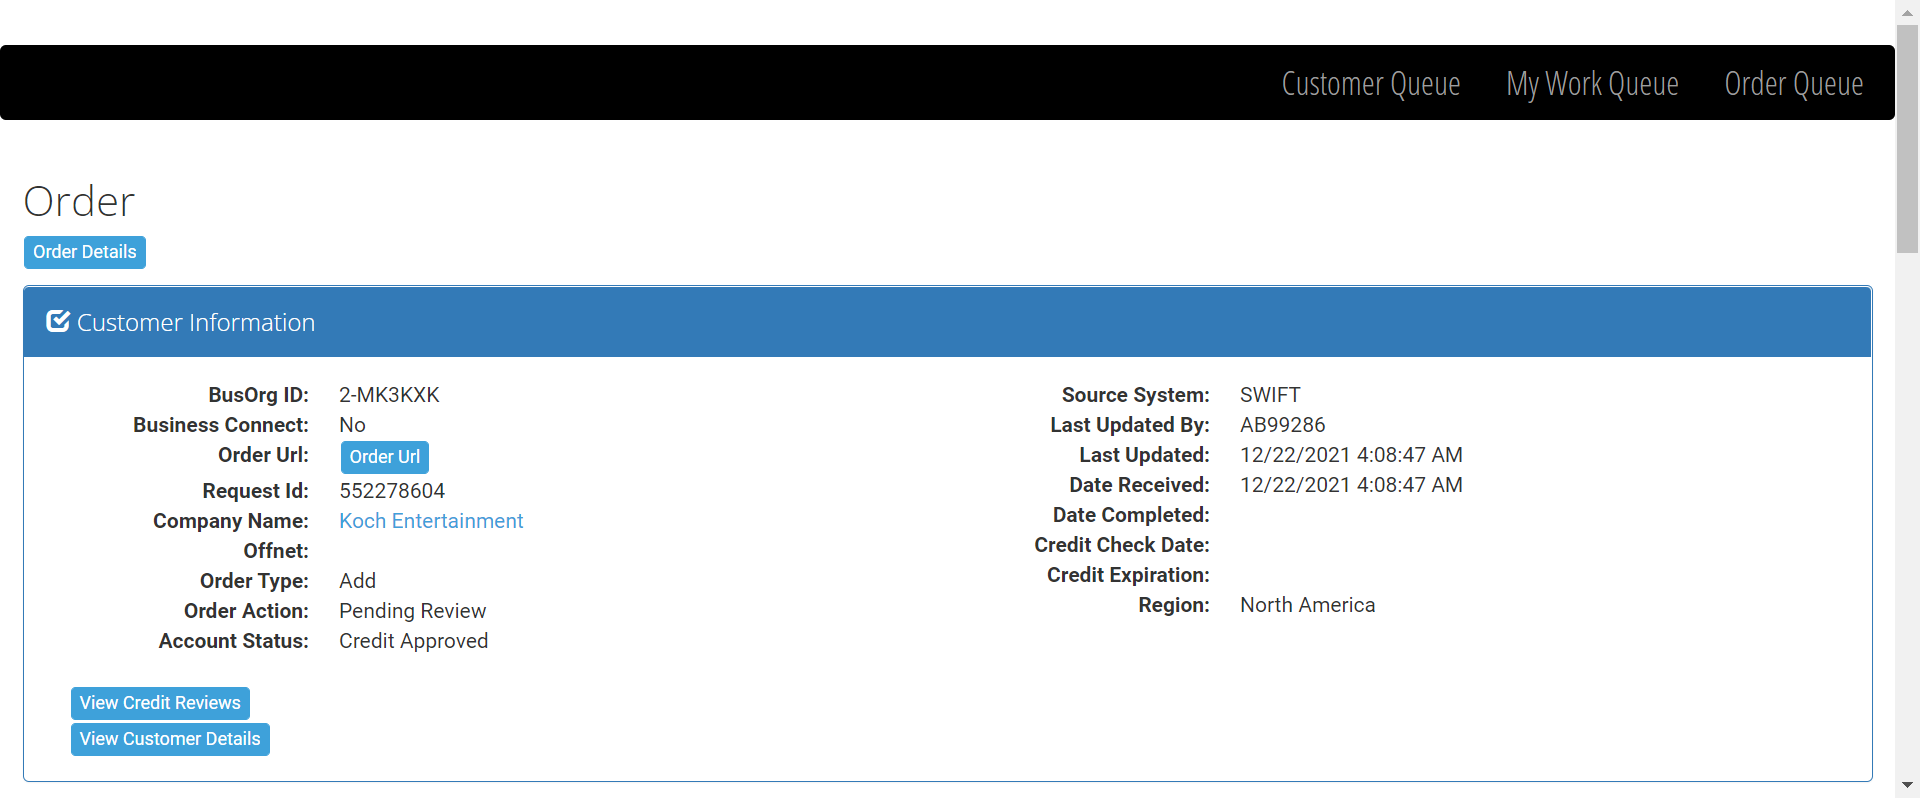 Customer Queue My Work Queue Order Queue
Order
Order Details
Customer Information
BusOrg ID: 2-MK3KXK
Business Connect: No
Order Url: Order Url
Request Id: 552278604
Company Name: Koch Entertainment
Offnet:
Order Type: Add
Order Action: Pending Review
Account Status: Credit Approved
Source System: SWIFT
Last Updated By: AB99286
Last Updated: 12/22/2021 4:08:47 AM
Date Received: 12/22/2021 4:08:47 AM
Date Completed:
Credit Check Date:
Credit Expiration:
Region: North America
View Credit Reviews
View Customer Details